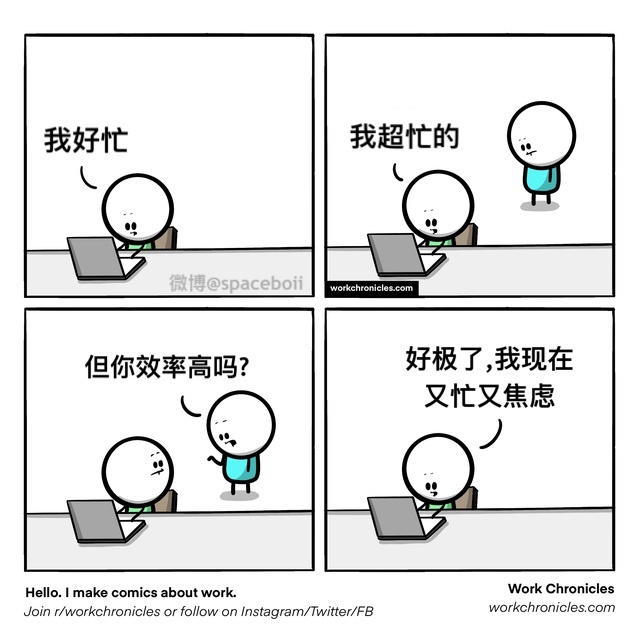 我好忙
微博@spaceboii
我超忙的
workchronicles.com
但你效率高吗?
好极了,我现在
又忙又焦虑
Hello. I make comics about work.
Join r/workchronicles or follow on Instagram/Twitter/FB
Work Chronicles
workchronicles.com